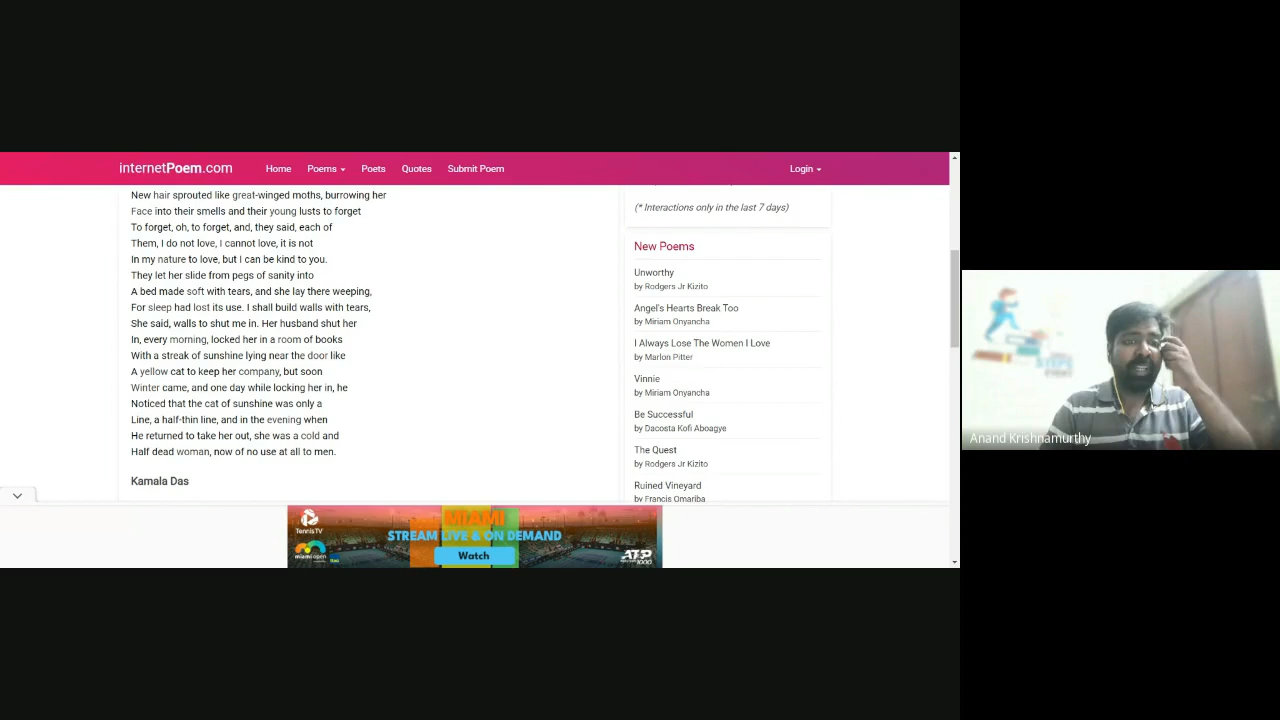 internetPoem.com
Home
Poems
Poets
Quotes
Submit Poem
Login
New hair sprouted like great-winged moths, burrowing her
Face into their smells and their young lusts to forget
To forget, oh, to forget, and, they said, each of
Them, I do not love, I cannot love, it is not
In my nature to love, but I can be kind to you.
They let her slide from pegs of sanity into
A bed made soft with tears, and she lay there weeping,
For sleep had lost its use. I shall build walls with tears,
She said, walls to shut me in. Her husband shut her
In, every morning, locked her in a room of books
With a streak of sunshine lying near the door like
A yellow cat to keep her company, but soon
Winter came, and one day while locking her in, he
Noticed that the cat of sunshine was only a
Line, a half-thin line, and in the evening when
He returned to take her out, she was a cold and
Half dead woman, now of no use at all to men.
Kamala Das
(* Interactions only in the last 7 days)
New Poems
Unworthy
by Rodgers Jr Kizito
Angel's Hearts Break Too
by Miriam Onyancha
I Always Lose The Women I Love
by Marlon Pitter
Vinnie
by Miriam Onyancha
Be Successful
by Dacosta Kofi Aboagye
The Quest
by Rodgers Jr Kizito
Ruined Vineyard
by Francis Omariba
TennisTV
miami open
Itaú
MIAMI
STREAM LIVE & ON DEMAND
Watch
ATP
1000
Anand Krishnamurthy